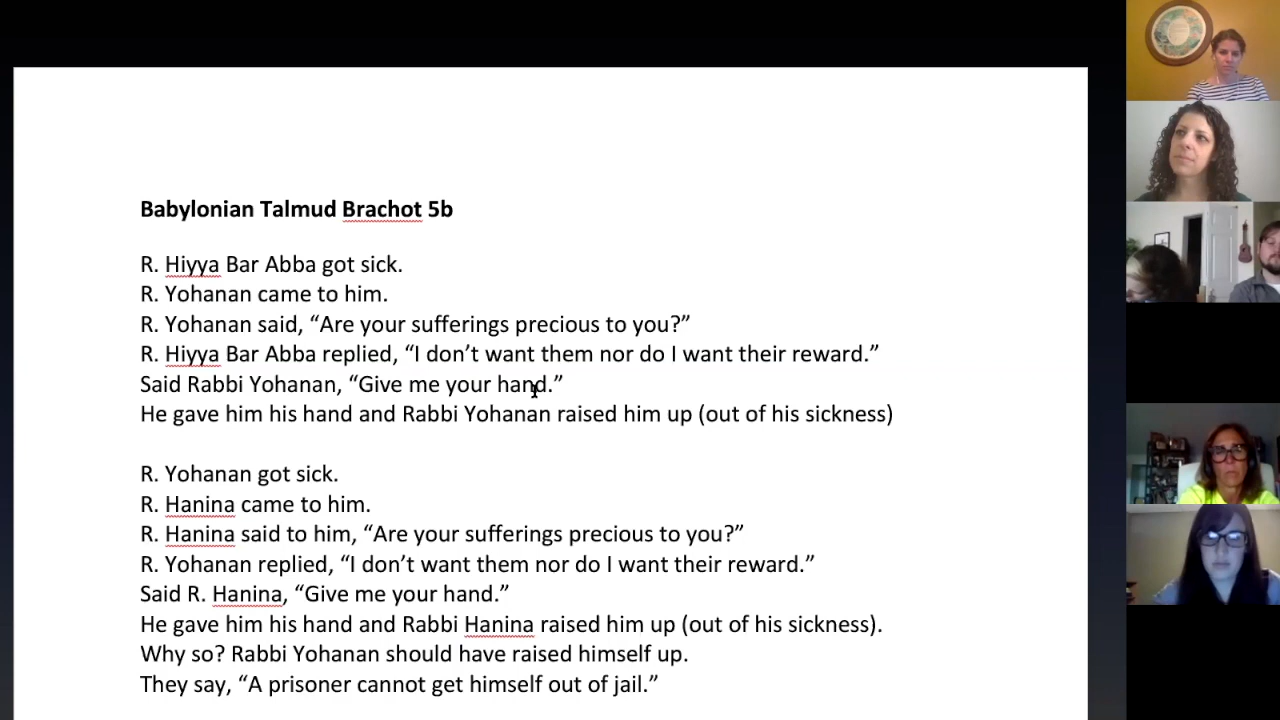 Babylonian Talmud Brachot 5b
R. Hiyya Bar Abba got sick.
R. Yohanan came to him.
R. Yohanan said, “Are your sufferings precious to you?”
R. Hiyya Bar Abba replied, “I don’t want them nor do I want their reward.”
Said Rabbi Yohanan, “Give me your hand.”
He gave him his hand and Rabbi Yohanan raised him up (out of his sickness)
R. Yohanan got sick.
R. Hanina came to him.
R. Hanina said to him, “Are your sufferings precious to you?”
R. Yohanan replied, “I don’t want them nor do I want their reward.”
Said R. Hanina, “Give me your hand.”
He gave him his hand and Rabbi Hanina raised him up (out of his sickness).
Why so? Rabbi Yohanan should have raised himself up.
They say, “A prisoner cannot get himself out of jail.”